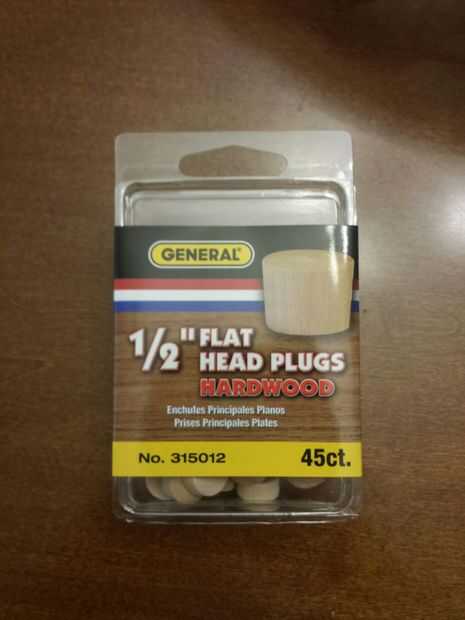 GENERAL®
1/2" FLAT
HEAD PLUGS
HARDWOOD
Enchufes Principales Planos
Prises Principales Plates
No. 315012 45ct.